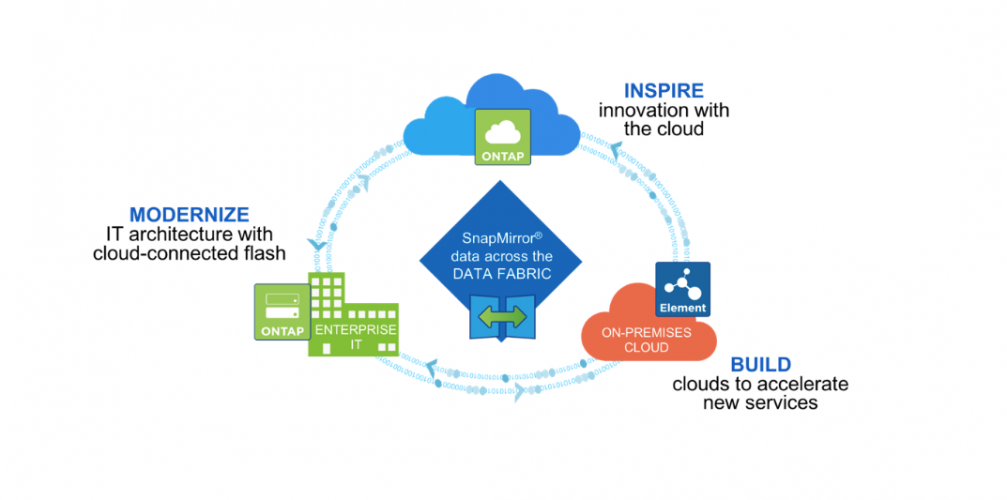 INSPIRE
innovation with
the cloud
ONTAP
MODERNIZE
IT architecture with
cloud-connected flash
SnapMirror®
data across the
DATA FABRIC
ONTAP
ENTERPRISE
IT
Element
ON-PREMISES
CLOUD
BUILD
clouds to accelerate
new services